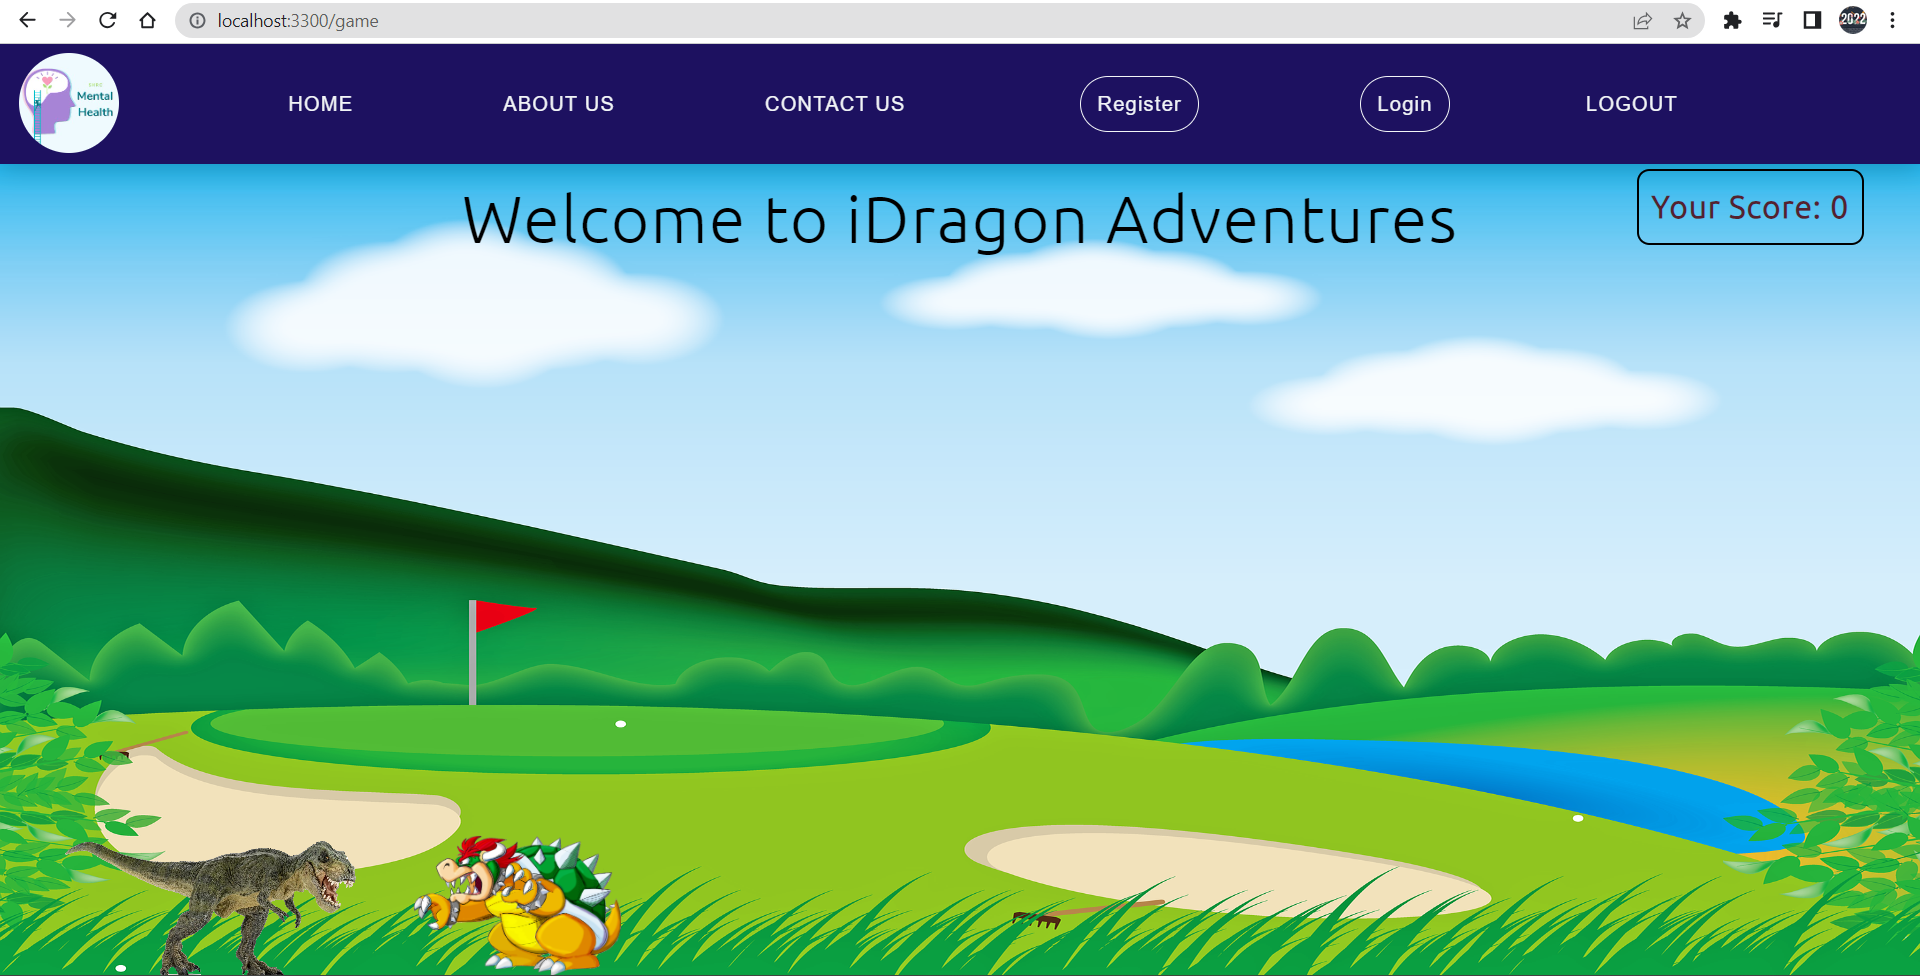 localhost:3300/game
2022
Mental
Health
HOME
ABOUT US
CONTACT US
Register
Login
LOGOUT
Welcome to iDragon Adventures
Your Score: 0